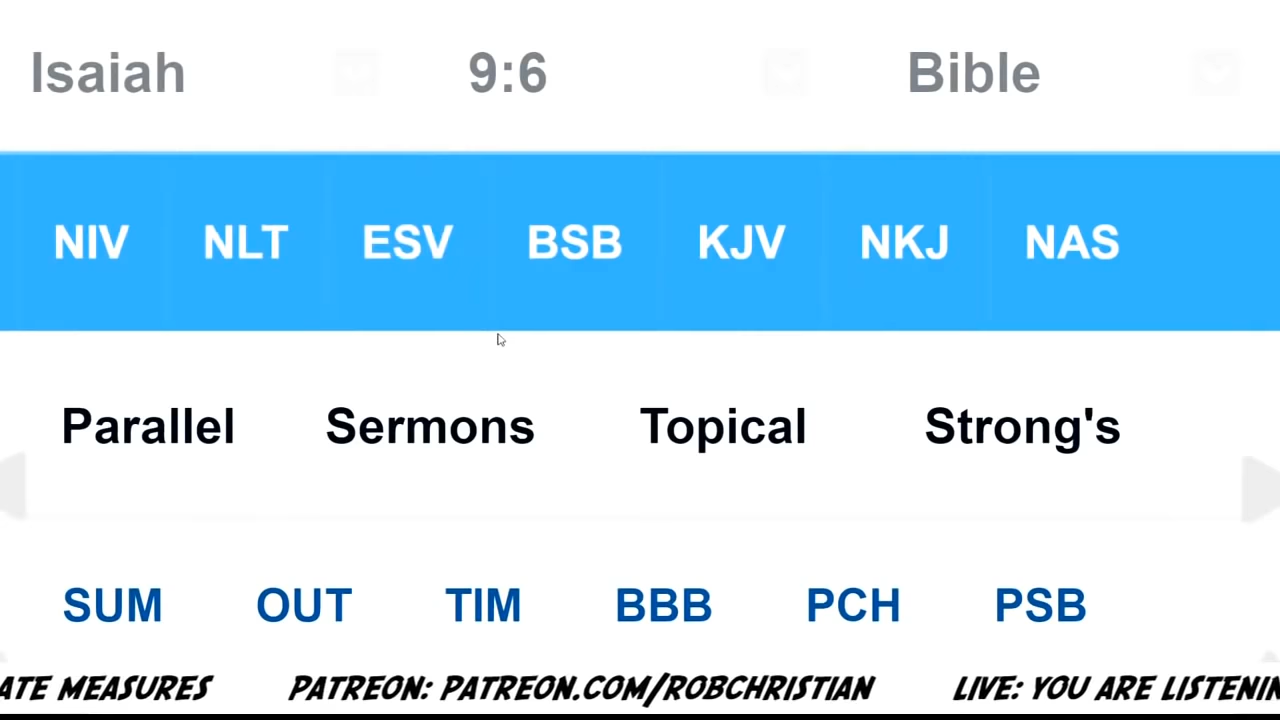 Isaiah 9:6 Bible
NIV NLT ESV BSB KJV NKJ NAS
Parallel Sermons Topical Strong's
SUM OUT TIM BBB PCH PSB
ATE MEASURES PATREON: PATREON.COM/ROBCHRISTIAN LIVE: YOU ARE LISTENIN